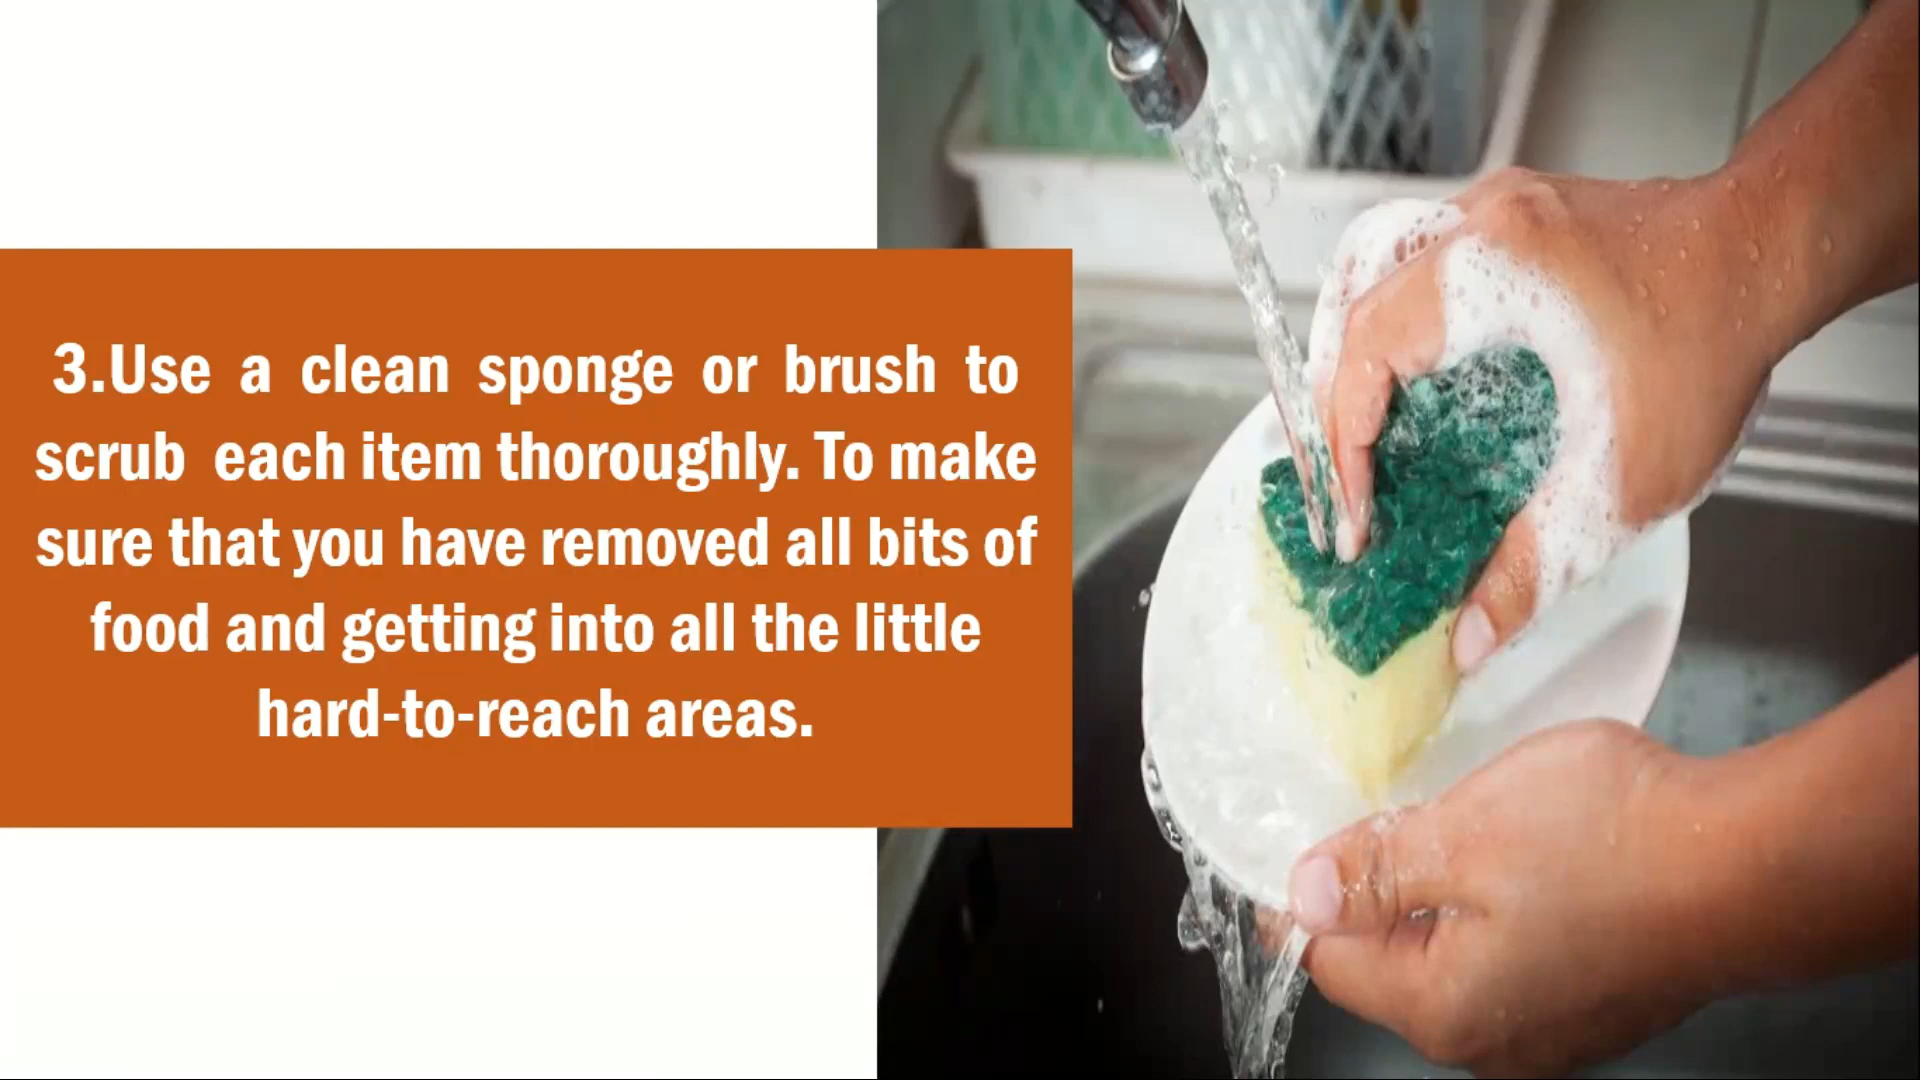 3.Use a clean sponge or brush to
scrub each item thoroughly. To make
sure that you have removed all bits of
food and getting into all the little
hard-to-reach areas.